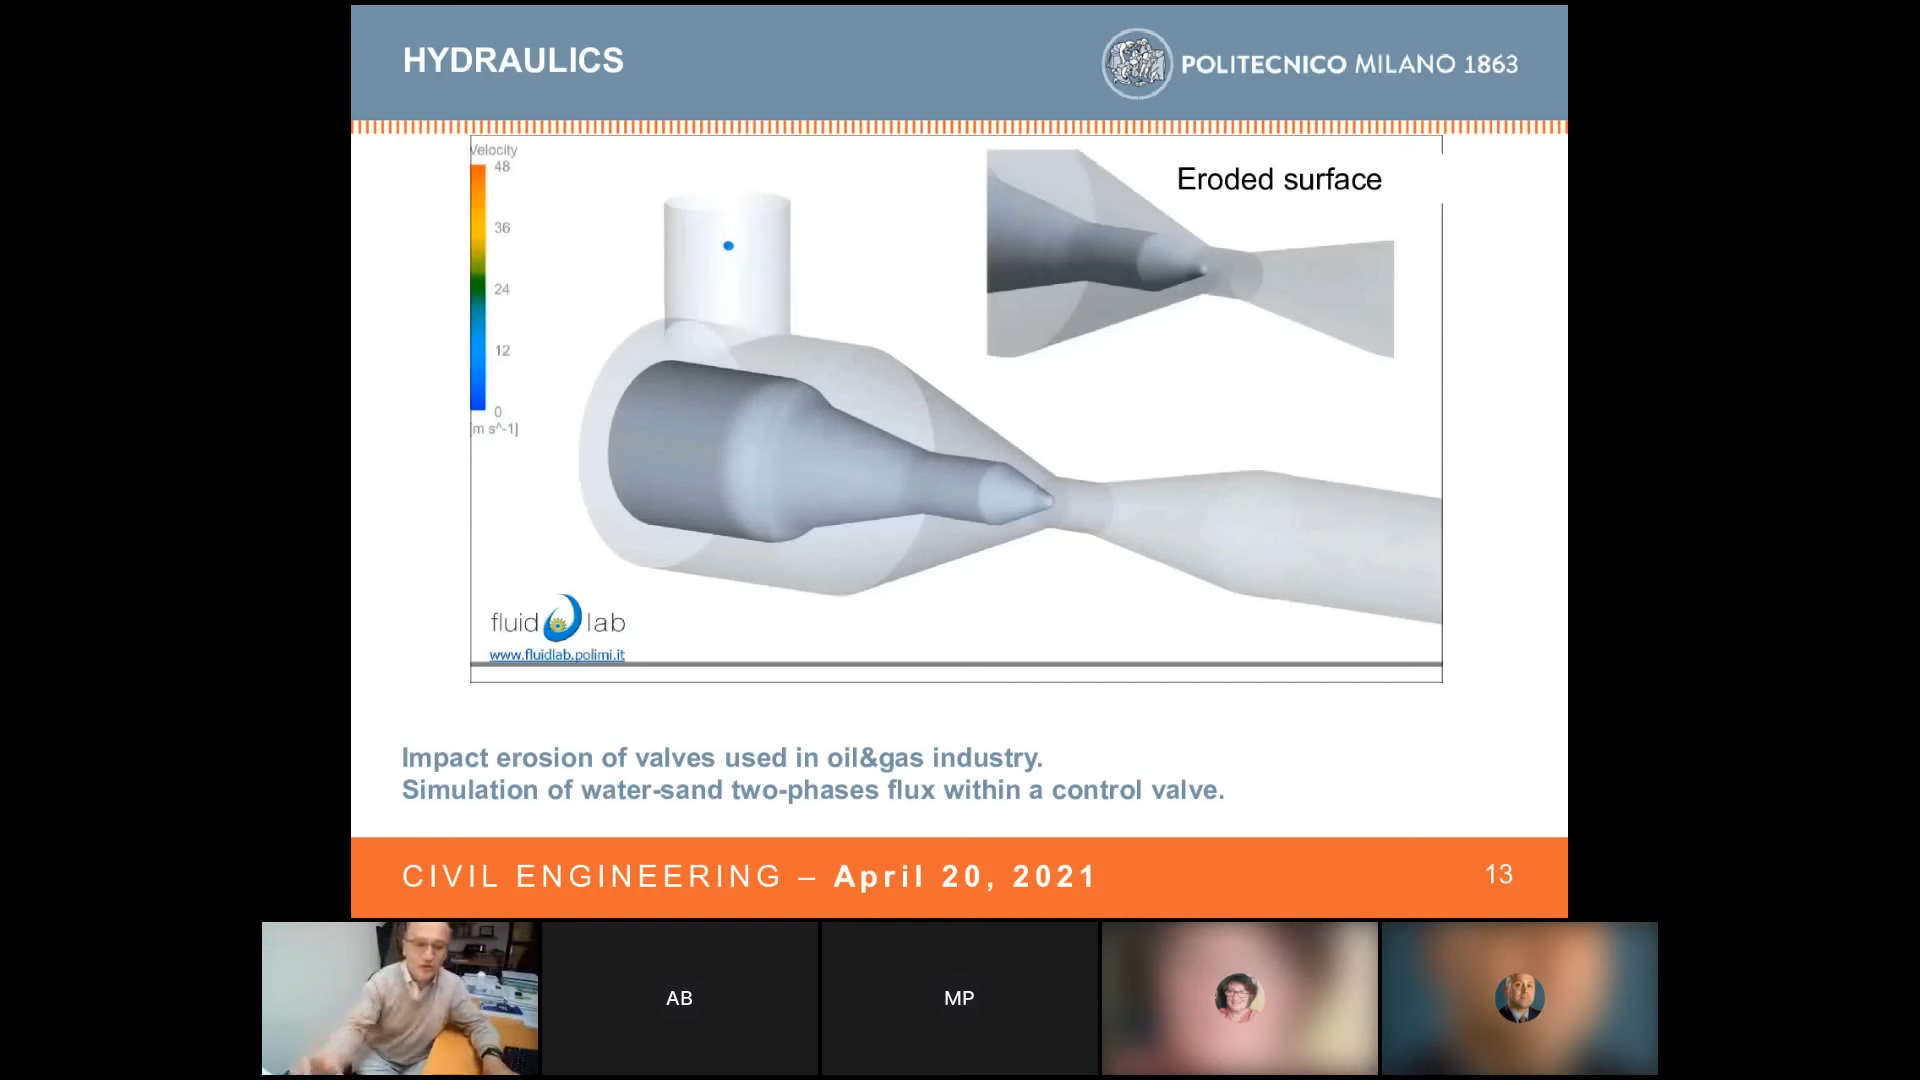 HYDRAULICS
POLITECNICO MILANO 1863
Velocity
48
36
24
12
0
[m s^-1]
Eroded surface
fluid lab
www.fluidlab.polimi.it
Impact erosion of valves used in oil&gas industry.
Simulation of water-sand two-phases flux within a control valve.
CIVIL ENGINEERING – April 20, 2021
13
AB
MP